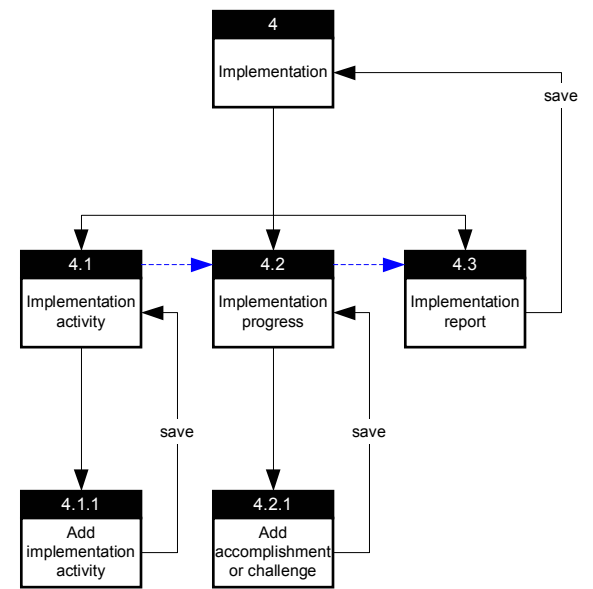 4
Implementation
save
4.1
4.2
4.3
Implementation
activity
Implementation
progress
Implementation
report
save
save
4.1.1
4.2.1
Add
implementation
activity
Add
accomplishment
or challenge